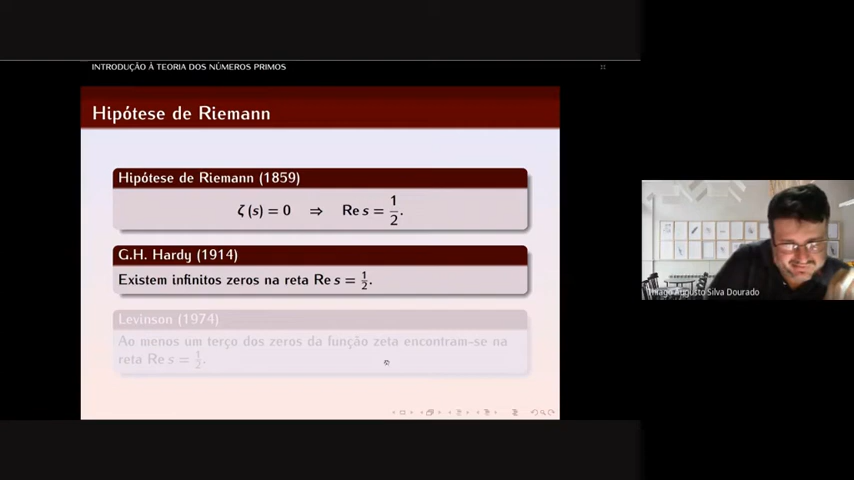 INTRODUÇÃO À TEORIA DOS NÚMEROS PRIMOS
Hipótese de Riemann
Hipótese de Riemann (1859)
ζ(s) = 0 ⇒ Re s = 1/2.
G.H. Hardy (1914)
Existem infinitos zeros na reta Re s = 1/2.
Levinson (1974)
Ao menos um terço dos zeros da função zeta encontram-se na
reta Re s = 1/2.
Thiago Augusto Silva Dourado